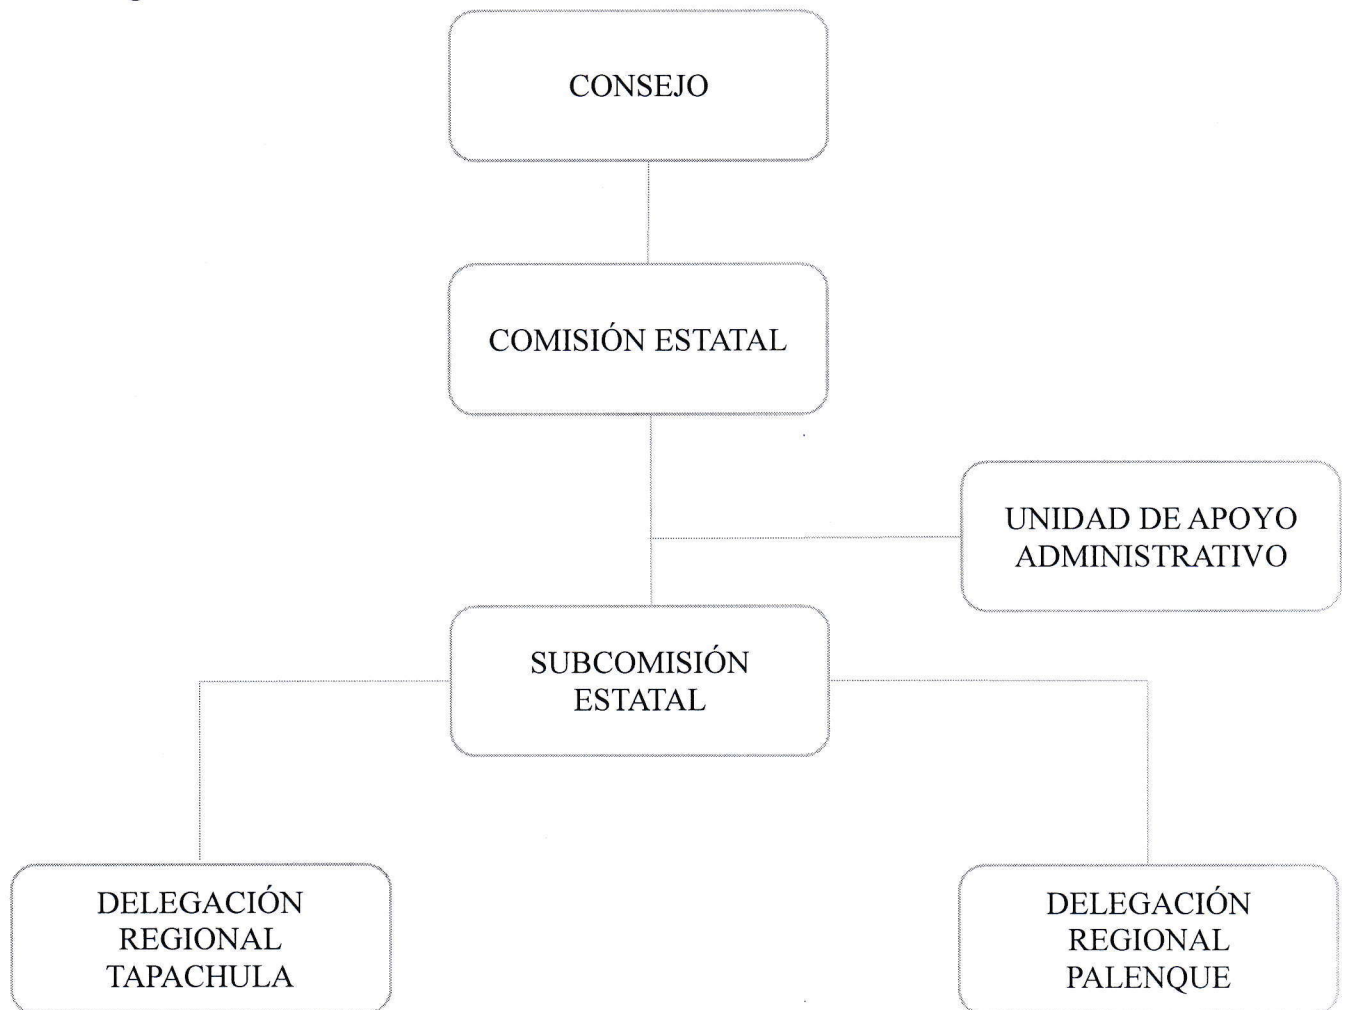 CONSEJO
COMISIÓN ESTATAL
UNIDAD DE APOYO
ADMINISTRATIVO
SUBCOMISIÓN
ESTATAL
DELEGACIÓN
REGIONAL
TAPACHULA
DELEGACIÓN
REGIONAL
PALENQUE